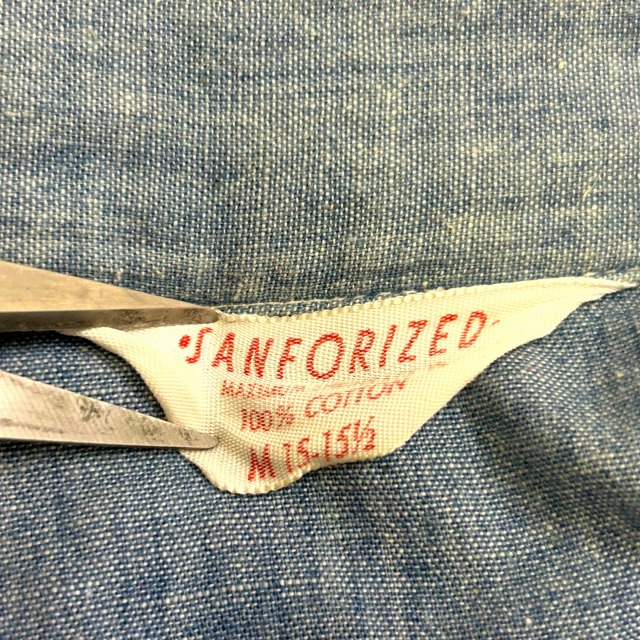 •SANFORIZED-
100% COTTON
M 15-15½